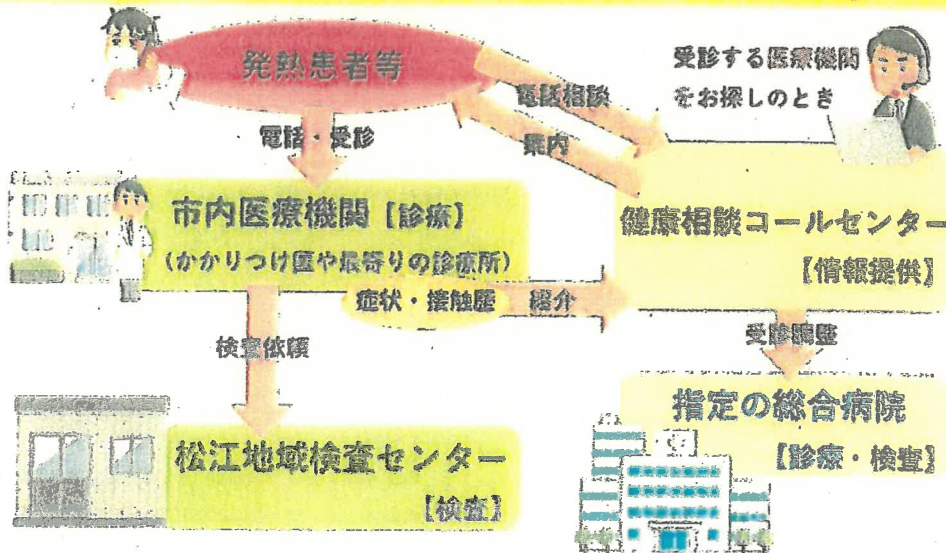 発熱患者等
受診する医療機関
をお探しのとき
電話相談
案内
電話・受診
市内医療機関【診療】
(かかりつけ医や最寄りの診療所)
健康相談コールセンター
【情報提供】
症状・接触歴
紹介
検査依頼
受診調整
松江地域検査センター
【検査】
指定の総合病院
【診療・検査】